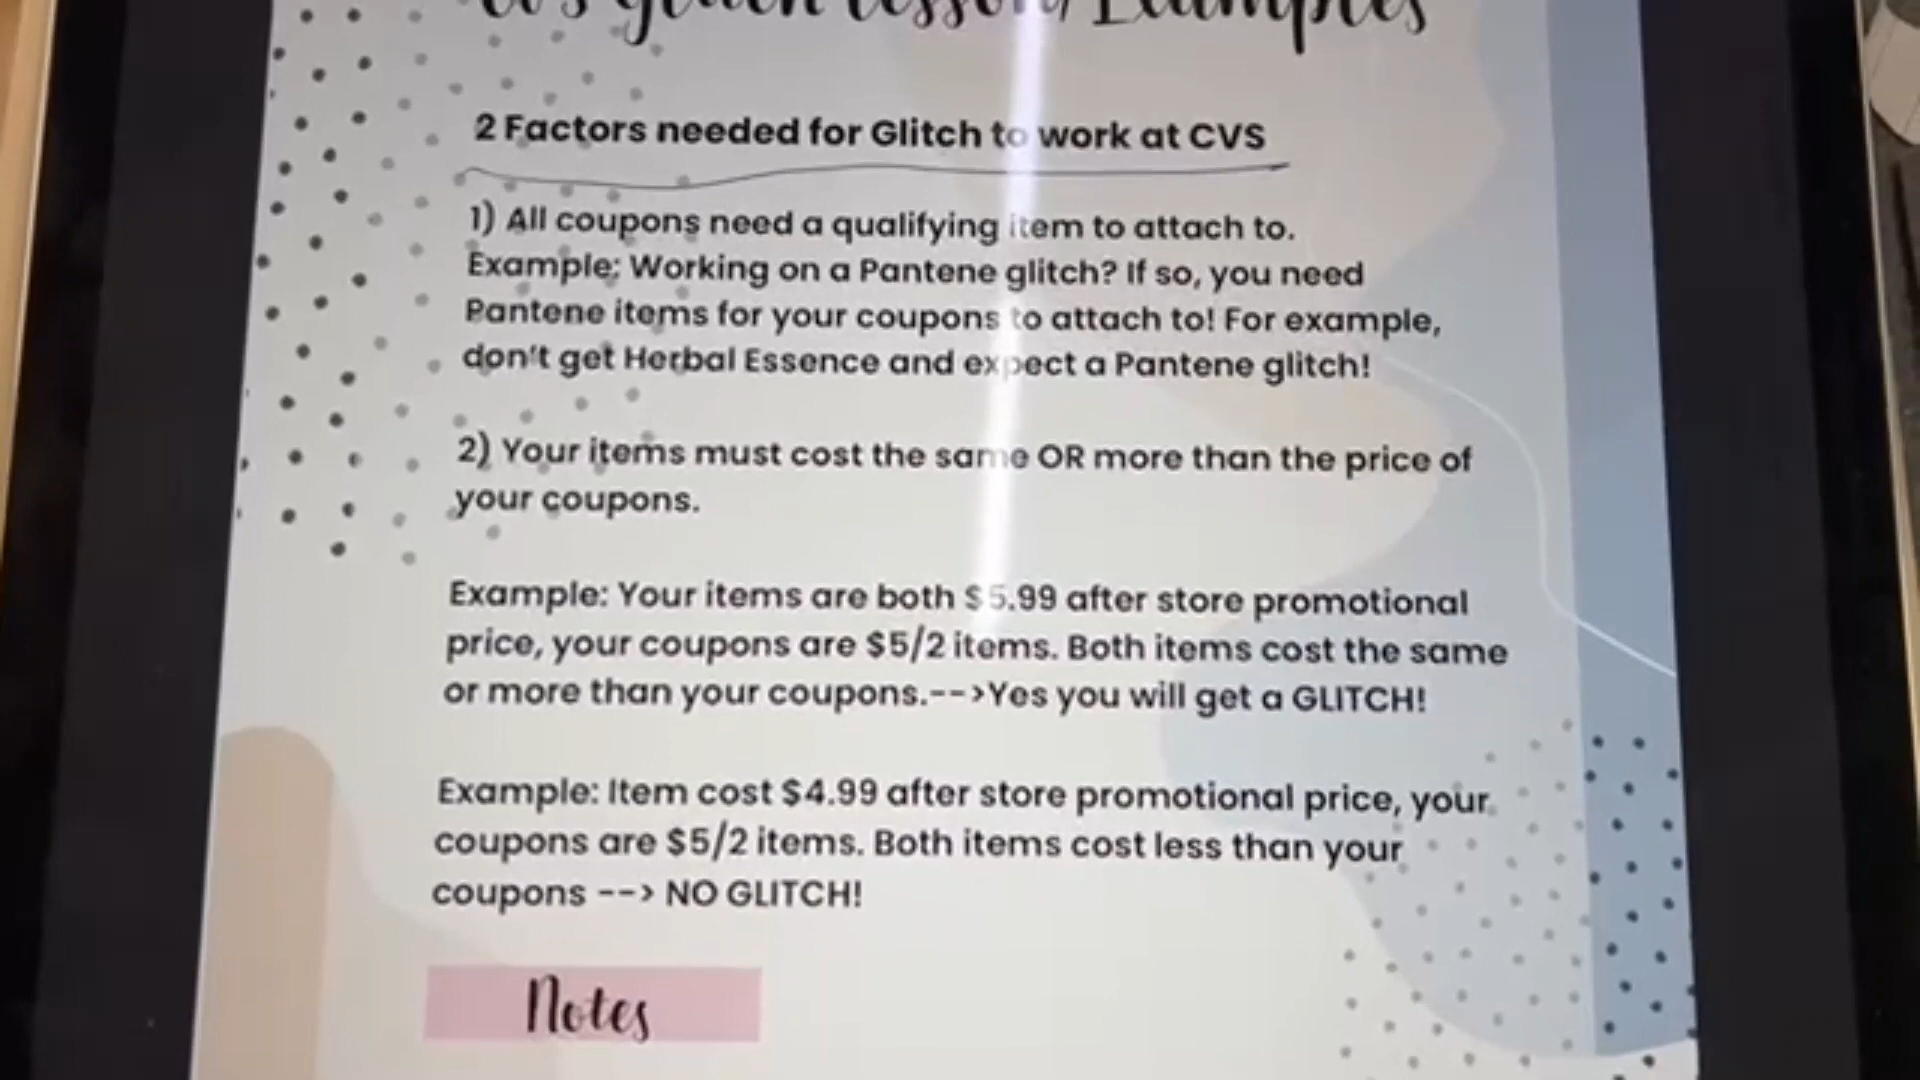 CVS glitch lesson/Examples
2 Factors needed for Glitch to work at CVS
1) All coupons need a qualifying item to attach to.
Example: Working on a Pantene glitch? If so, you need
Pantene items for your coupons to attach to! For example,
don't get Herbal Essence and expect a Pantene glitch!
2) Your items must cost the same OR more than the price of
your coupons.
Example: Your items are both $5.99 after store promotional
price, your coupons are $5/2 items. Both items cost the same
or more than your coupons.-->Yes you will get a GLITCH!
Example: Item cost $4.99 after store promotional price, your
coupons are $5/2 items. Both items cost less than your
coupons --> NO GLITCH!
Notes